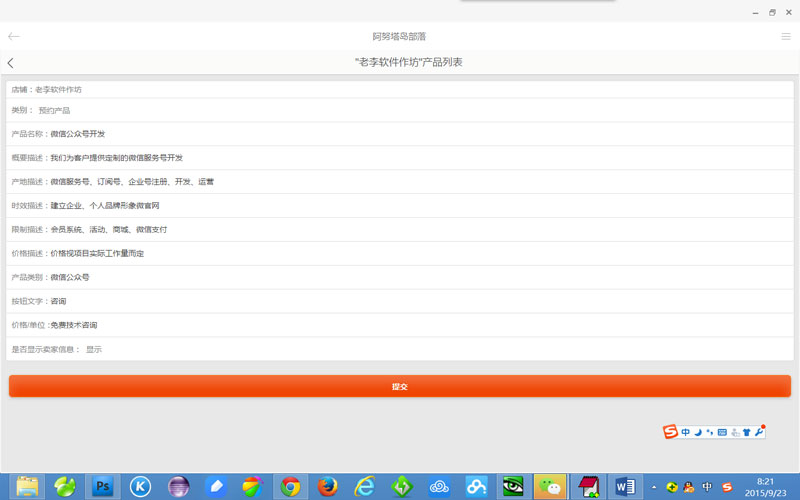 阿努塔岛部落
"老李软件作坊"产品列表
店铺：老李软件作坊
类别： 预约产品
产品名称：微信公众号开发
概要描述：我们为客户提供定制的微信服务号开发
产地描述：微信服务号、订阅号、企业号注册、开发、运营
时效描述：建立企业、个人品牌形象微官网
限制描述：会员系统、活动、商城、微信支付
价格描述：价格视项目实际工作量而定
产品类别：微信公众号
按钮文字：咨询
价格/单位：免费技术咨询
是否显示卖家信息： 显示
提交
S 中
Ps K W 中 S 8:21
2015/9/23